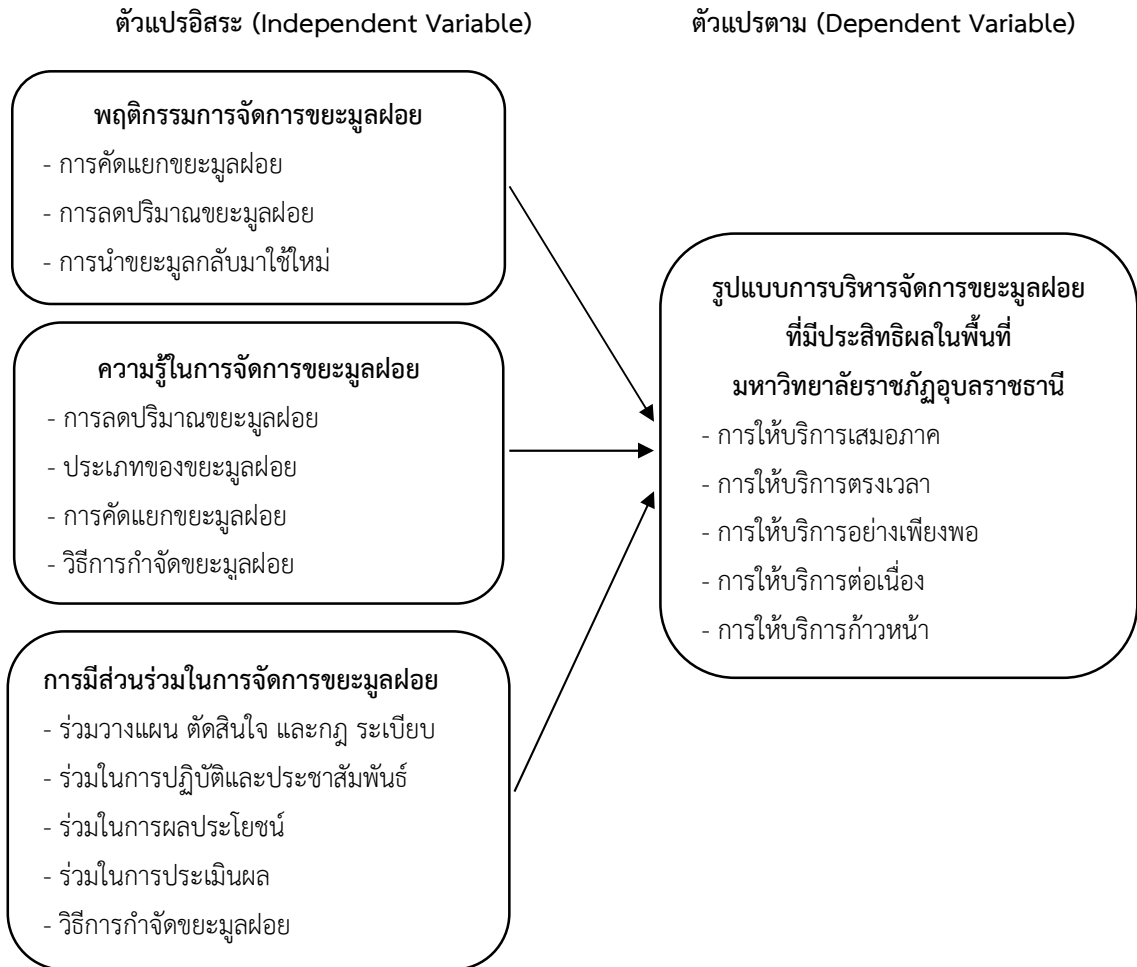 ตัวแปรอิสระ (Independent Variable)
ตัวแปรตาม (Dependent Variable)
พฤติกรรมการจัดการขยะมูลฝอย
- การคัดแยกขยะมูลฝอย
- การลดปริมาณขยะมูลฝอย
- การนำขยะมูลกลับมาใช้ใหม่
ความรู้ในการจัดการขยะมูลฝอย
- การลดปริมาณขยะมูลฝอย
- ประเภทของขยะมูลฝอย
- การคัดแยกขยะมูลฝอย
- วิธีการกำจัดขยะมูลฝอย
การมีส่วนร่วมในการจัดการขยะมูลฝอย
- ร่วมวางแผน ตัดสินใจ และกฎ ระเบียบ
- ร่วมในการปฏิบัติและประชาสัมพันธ์
- ร่วมในการผลประโยชน์
- ร่วมในการประเมินผล
- วิธีการกำจัดขยะมูลฝอย
รูปแบบการบริหารจัดการขยะมูลฝอย
ที่มีประสิทธิผลในพื้นที่
มหาวิทยาลัยราชภัฏอุบลราชธานี
- การให้บริการเสมอภาค
- การให้บริการตรงเวลา
- การให้บริการอย่างเพียงพอ
- การให้บริการต่อเนื่อง
- การให้บริการก้าวหน้า